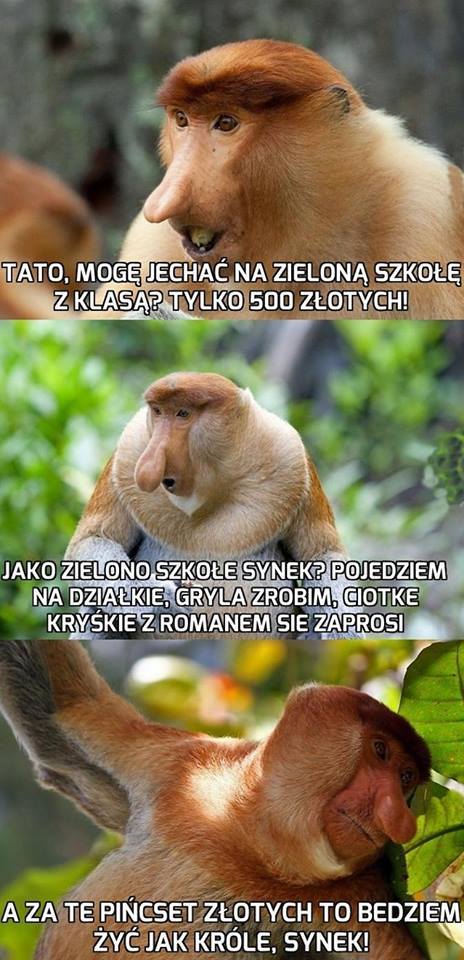 TATO, MOGĘ JECHAĆ NA ZIELONĄ SZKOŁĘ
Z KLASĄ? TYLKO 500 ZŁOTYCH!
JAKO ZIELONO SZKOŁE SYNEK? POJEDZIEM
NA DZIAŁKIE, GRYLA ZROBIM, CIOTKE
KRYŚKIE Z ROMANEM SIE ZAPROSI
A ZA TE PIŃCSET ZŁOTYCH TO BEDZIEM
ŻYĆ JAK KRÓLE, SYNEK!